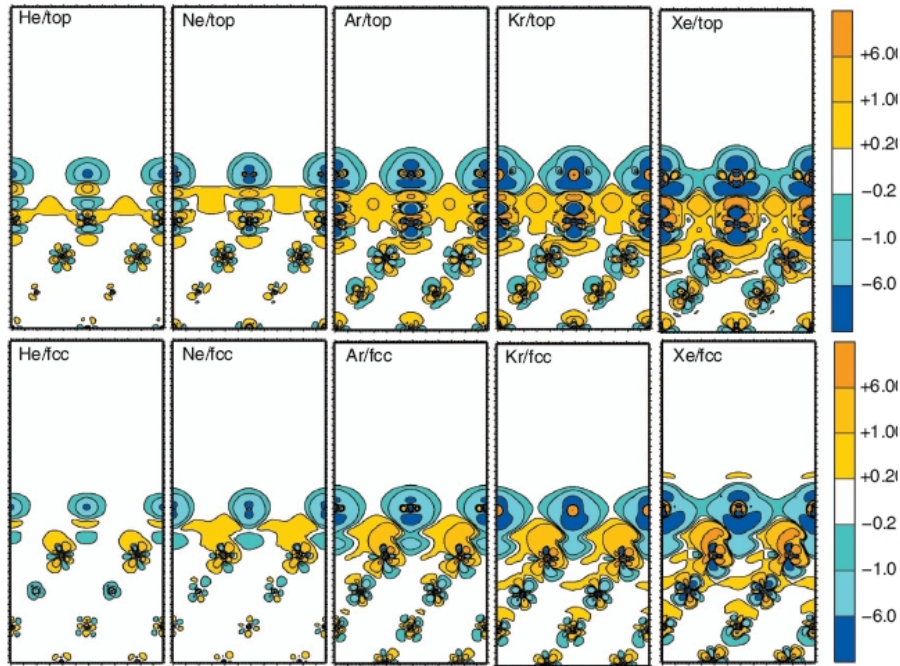 He/top
Ne/top
Ar/top
Kr/top
Xe/top
+6.00
+1.00
+0.20
−0.2
−1.0
−6.0
He/fcc
Ne/fcc
Ar/fcc
Kr/fcc
Xe/fcc
+6.00
+1.00
+0.20
−0.2
−1.0
−6.0